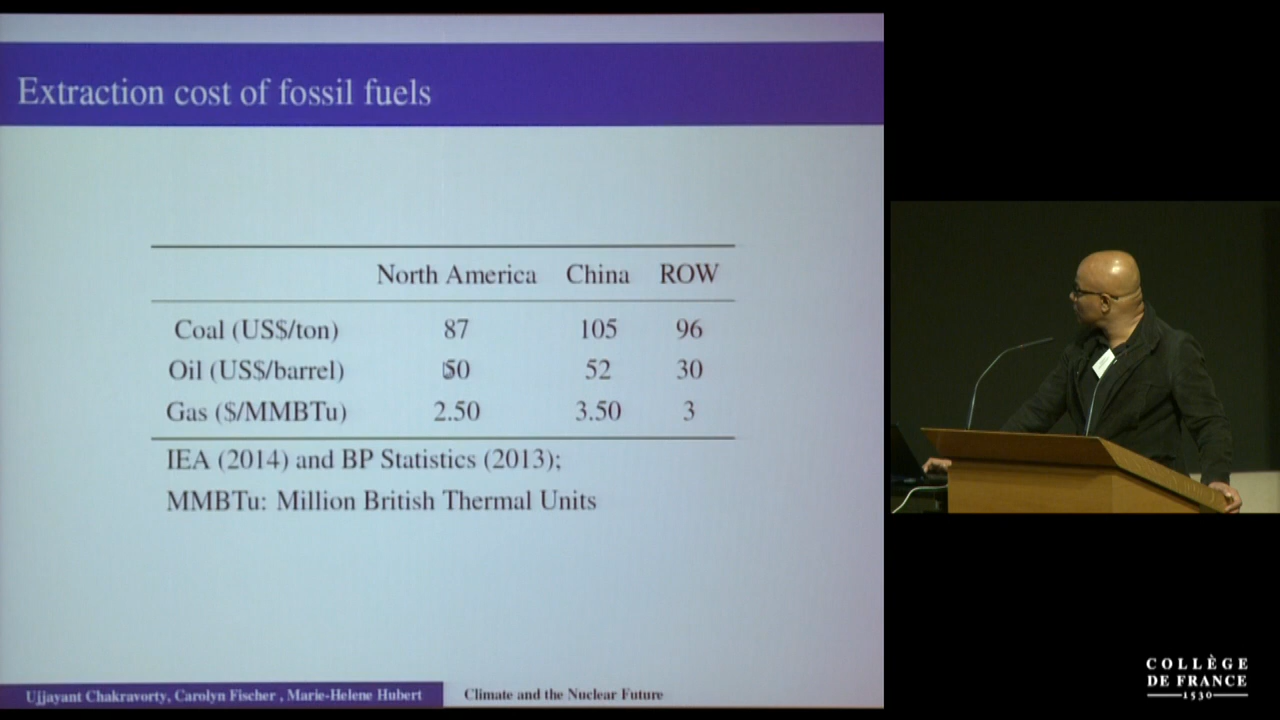 Extraction cost of fossil fuels
North America China ROW
Coal (US$/ton) 87 105 96
Oil (US$/barrel) 50 52 30
Gas ($/MMBTu) 2.50 3.50 3
IEA (2014) and BP Statistics (2013);
MMBTu: Million British Thermal Units
Ujjayant Chakravorty, Carolyn Fischer , Marie-Helene Hubert Climate and the Nuclear Future
COLLÈGE
DE FRANCE
1530